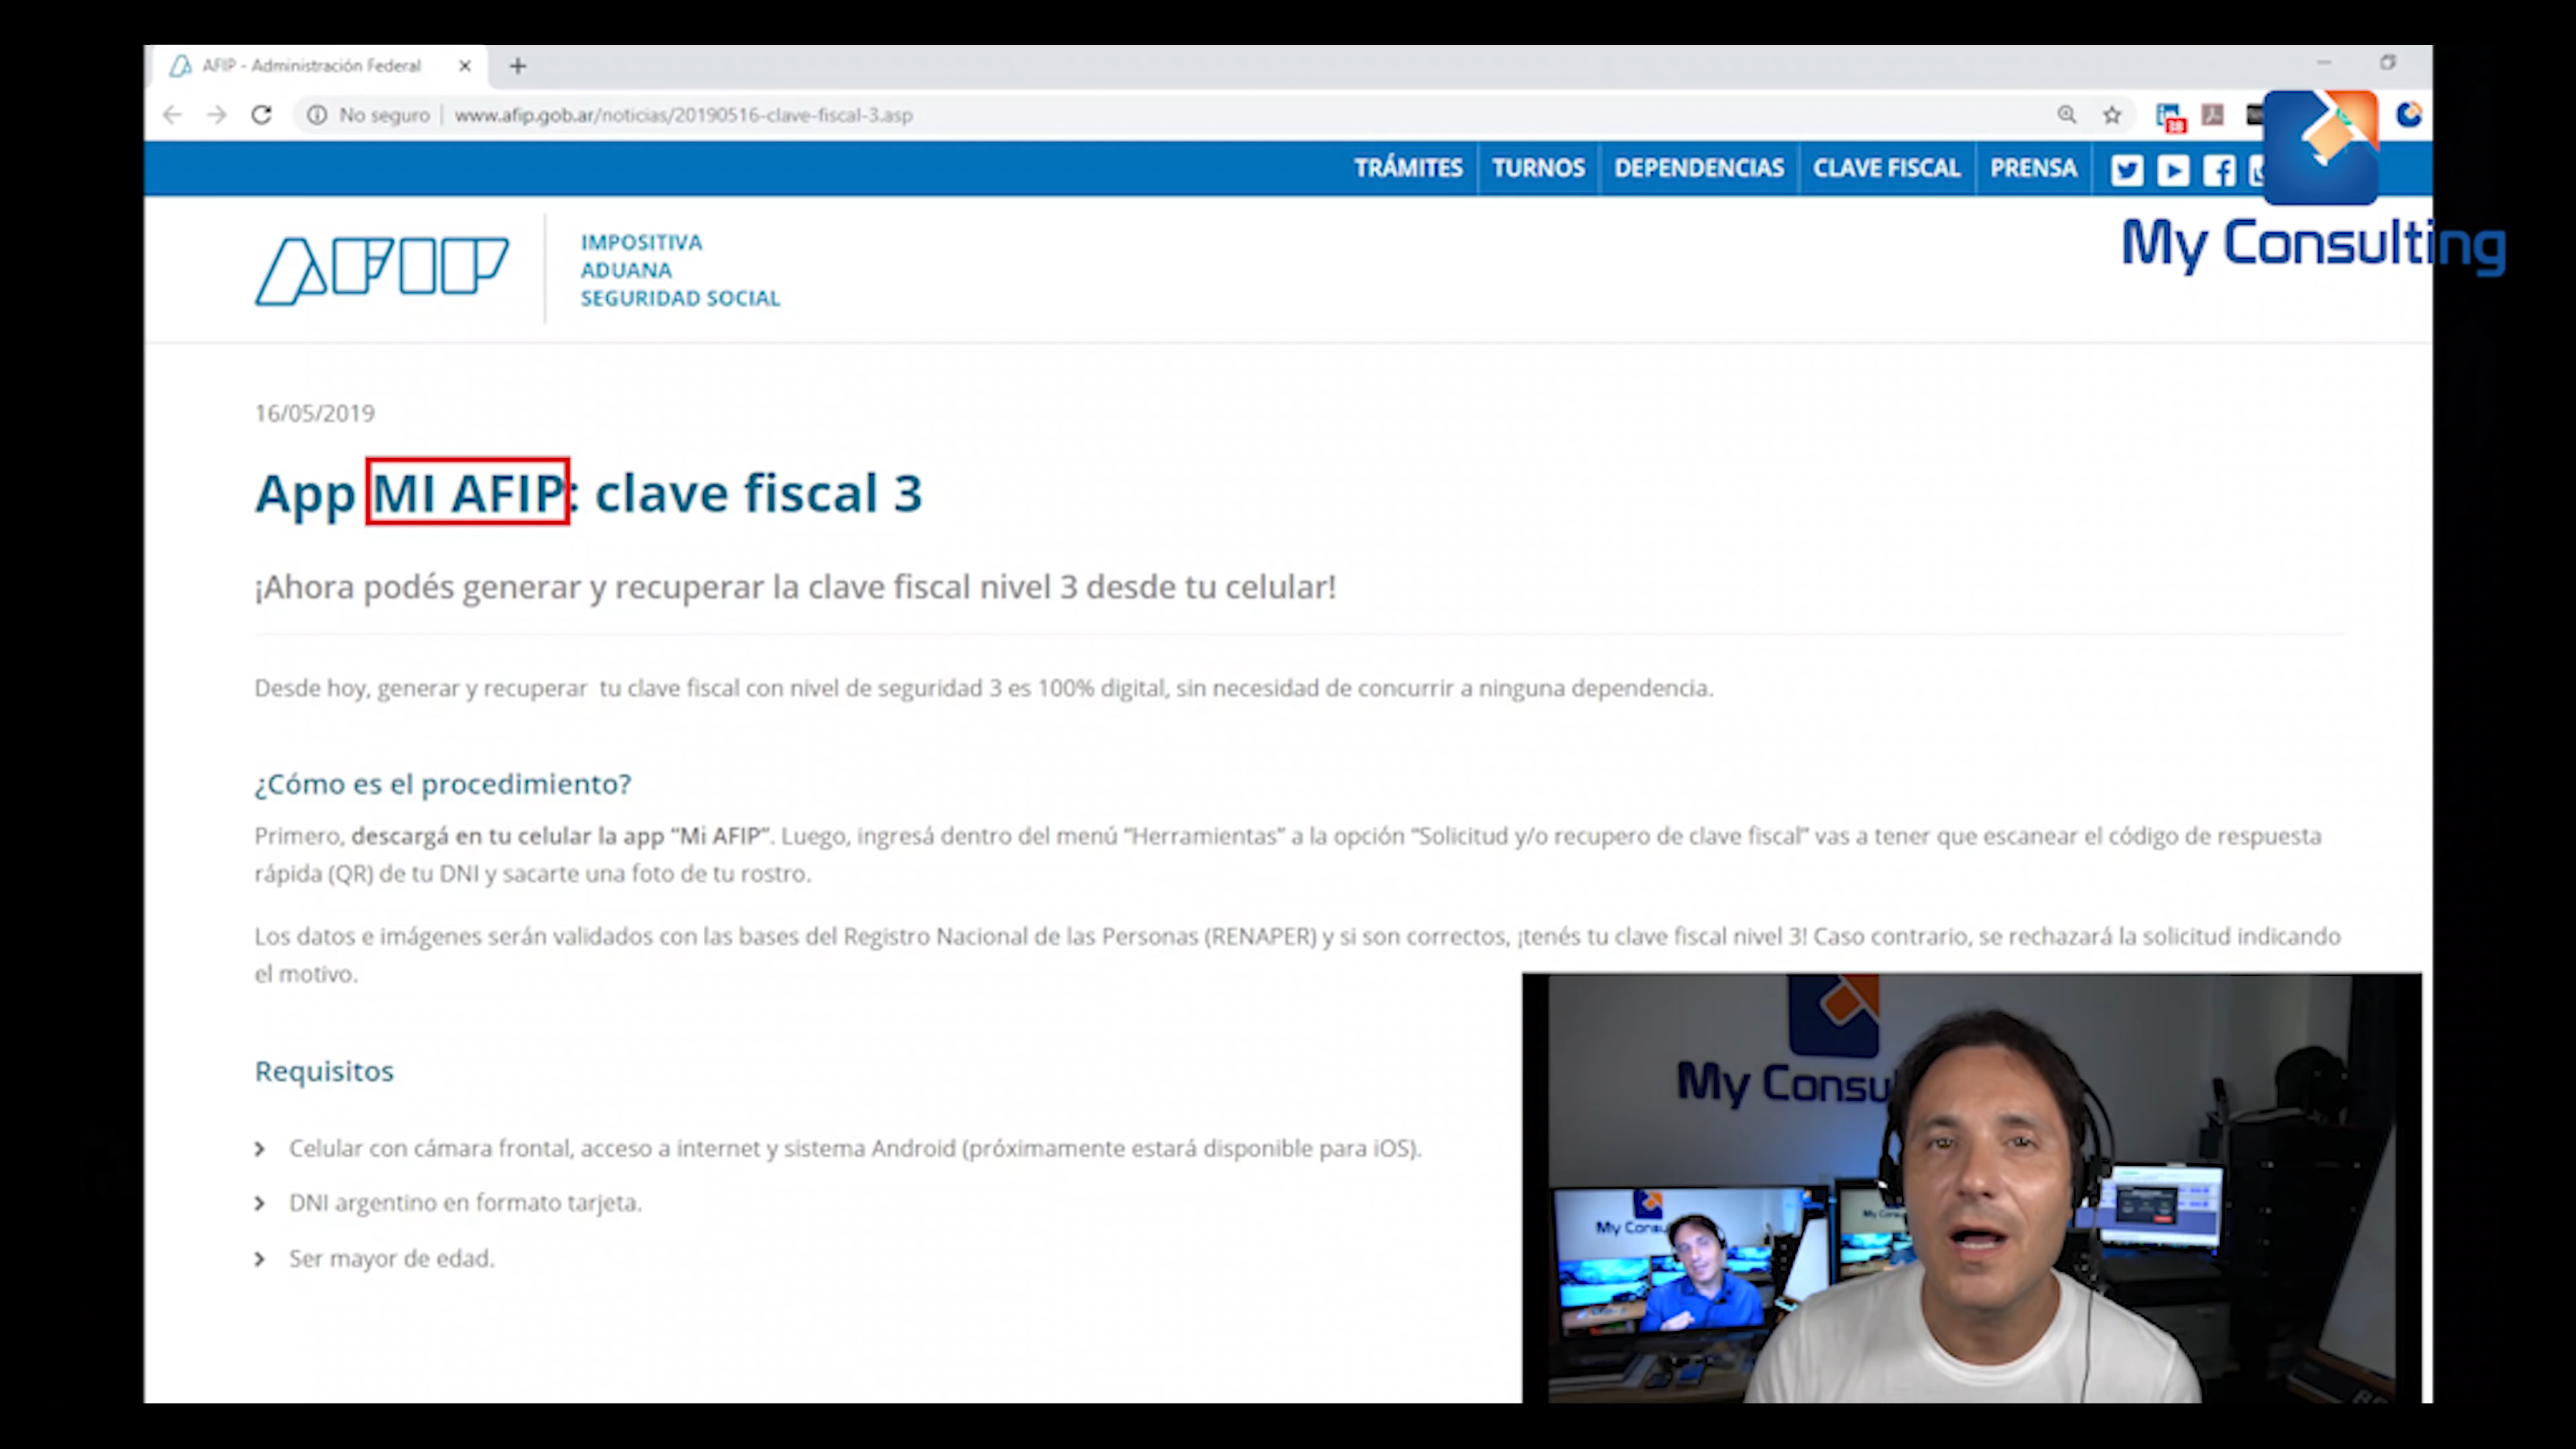 AFIP - Administración Federal
No seguro
www.afip.gob.ar/noticias/20190516-clave-fiscal-3.asp
38
TRÁMITES
TURNOS
DEPENDENCIAS
CLAVE FISCAL
PRENSA
My Consulting
AFIP
IMPOSITIVA
ADUANA
SEGURIDAD SOCIAL
16/05/2019
App MI AFIP: clave fiscal 3
¡Ahora podés generar y recuperar la clave fiscal nivel 3 desde tu celular!
Desde hoy, generar y recuperar tu clave fiscal con nivel de seguridad 3 es 100% digital, sin necesidad de concurrir a ninguna dependencia.
¿Cómo es el procedimiento?
Primero, descargá en tu celular la app “Mi AFIP”. Luego, ingresá dentro del menú “Herramientas” a la opción “Solicitud y/o recupero de clave fiscal” vas a tener que escanear el código de respuesta
rápida (QR) de tu DNI y sacarte una foto de tu rostro.
Los datos e imágenes serán validados con las bases del Registro Nacional de las Personas (RENAPER) y si son correctos, ¡tenés tu clave fiscal nivel 3! Caso contrario, se rechazará la solicitud indicando
el motivo.
Requisitos
Celular con cámara frontal, acceso a internet y sistema Android (próximamente estará disponible para iOS).
DNI argentino en formato tarjeta.
Ser mayor de edad.
My Consu
My Consu
My Cons